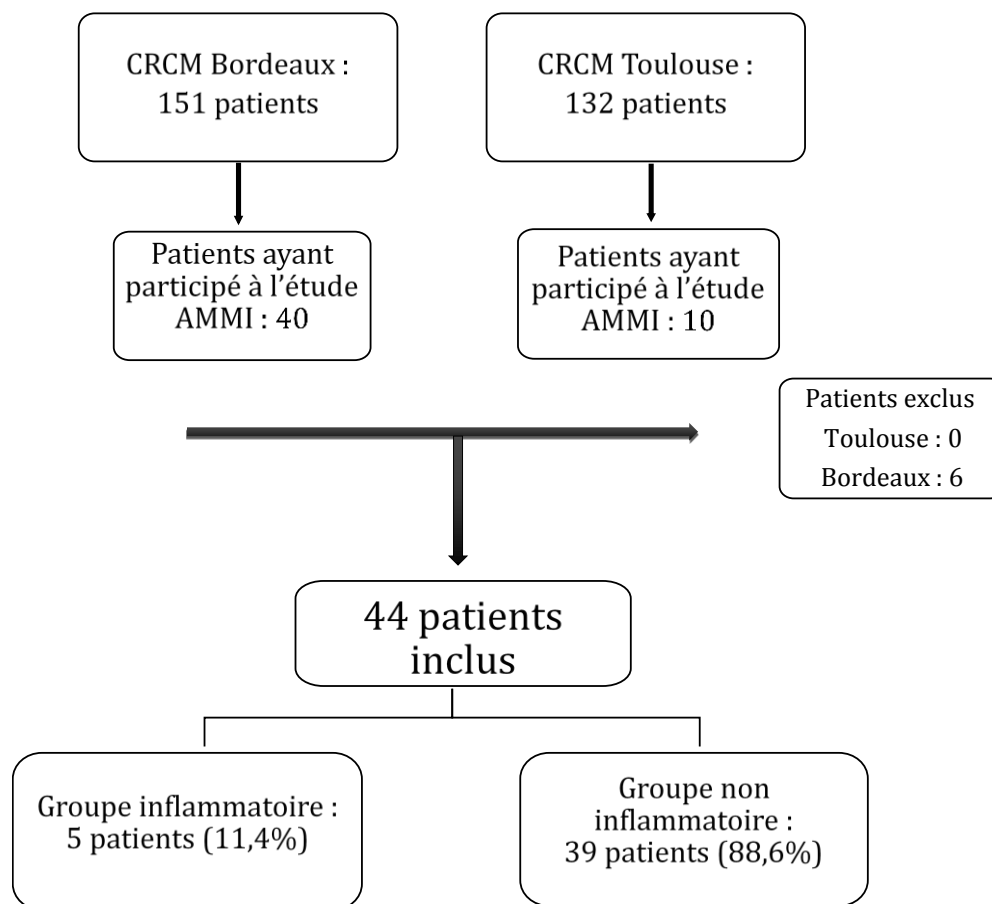 CRCM Bordeaux :
151 patients
CRCM Toulouse :
132 patients
Patients ayant
participé à l’étude
AMMI : 40
Patients ayant
participé à l’étude
AMMI : 10
Patients exclus
Toulouse : 0
Bordeaux : 6
44 patients
inclus
Groupe inflammatoire :
5 patients (11,4%)
Groupe non
inflammatoire :
39 patients (88,6%)